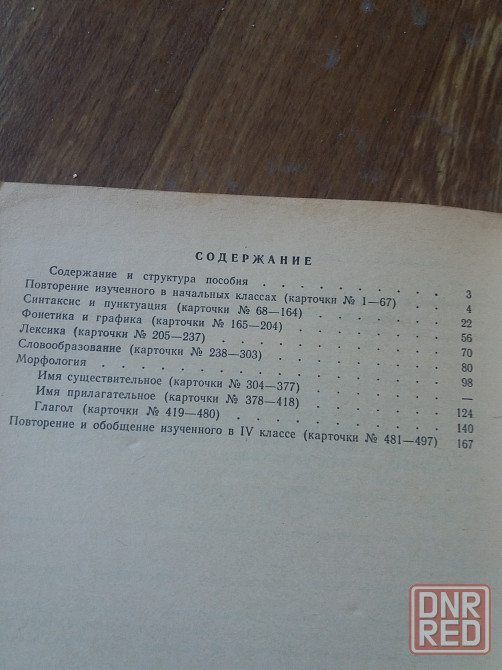 СОДЕРЖАНИЕ
Содержание и структура пособия . . . . . . . . 3
Повторение изученного в начальных классах (карточки № 1—67) . 4
Синтаксис и пунктуация (карточки № 68—164) . . . . . . 22
Фонетика и графика (карточки № 165—204) . . . . . . 56
Лексика (карточки № 205—237) . . . . . . . . 70
Словообразование (карточки № 238—303) . . . . . . 80
Морфология . . . . . . . . . . . . 98
Имя существительное (карточки № 304—377) . . . . . —
Имя прилагательное (карточки № 378—418) . . . . . 124
Глагол (карточки № 419—480) . . . . . . . . 140
Повторение и обобщение изученного в IV классе (карточки № 481—497) 167
DNR
RED